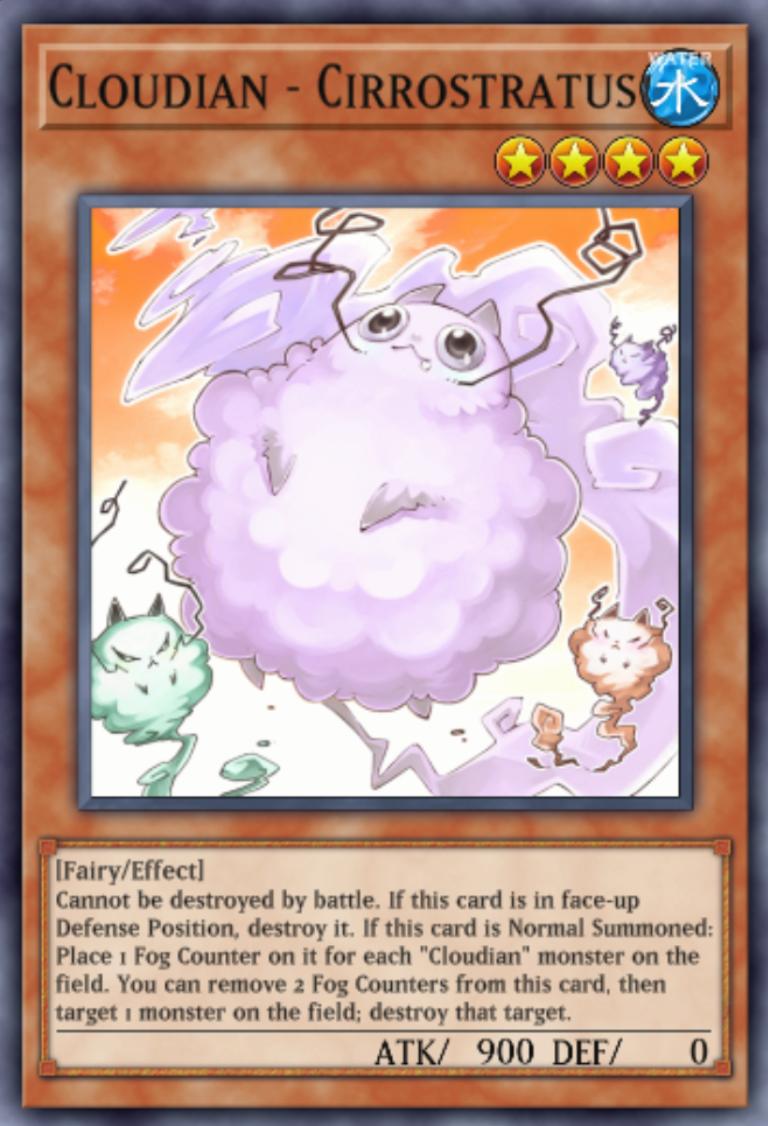 CLOUDIAN - CIRROSTRATUS
WATER
水
[Fairy/Effect]
Cannot be destroyed by battle. If this card is in face-up
Defense Position, destroy it. If this card is Normal Summoned:
Place 1 Fog Counter on it for each "Cloudian" monster on the
field. You can remove 2 Fog Counters from this card, then
target 1 monster on the field; destroy that target.
ATK/ 900 DEF/ 0